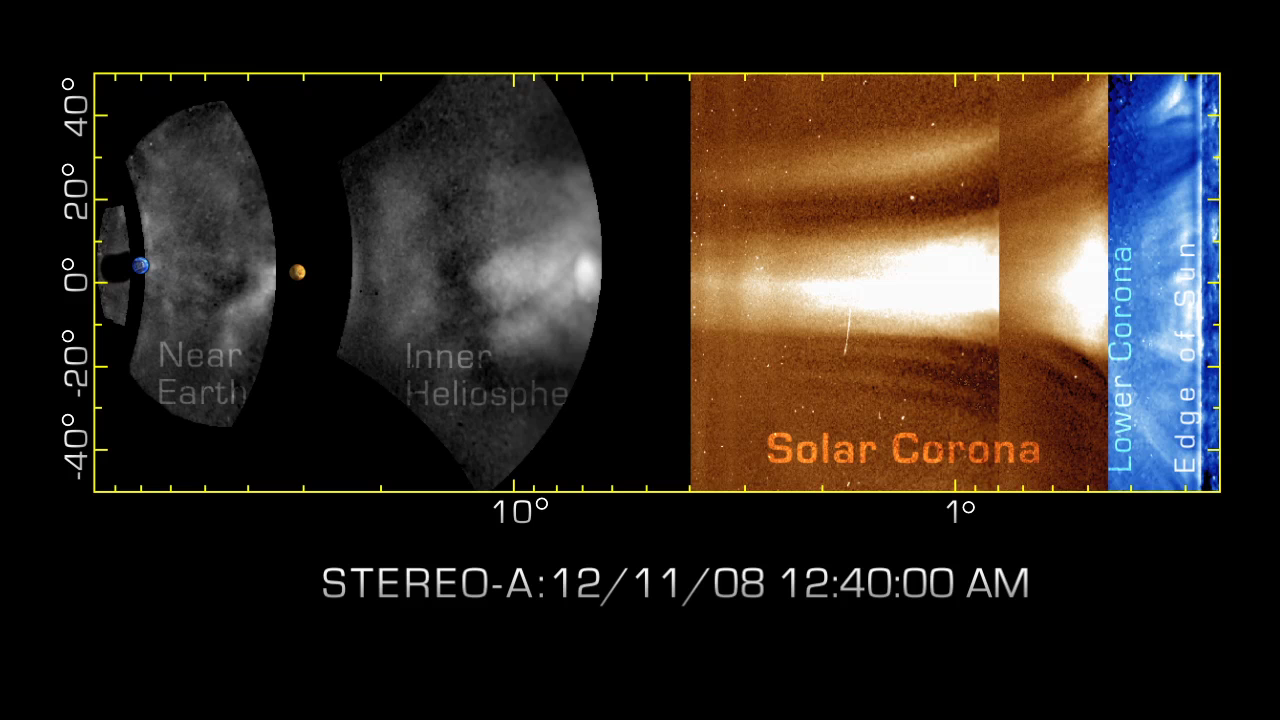 40°
20°
0°
-20°
-40°
Near
Earth
Inner
Heliosphe
Solar Corona
Lower Corona
Edge of Sun
10°
1°
STEREO-A:12/11/08 12:40:00 AM